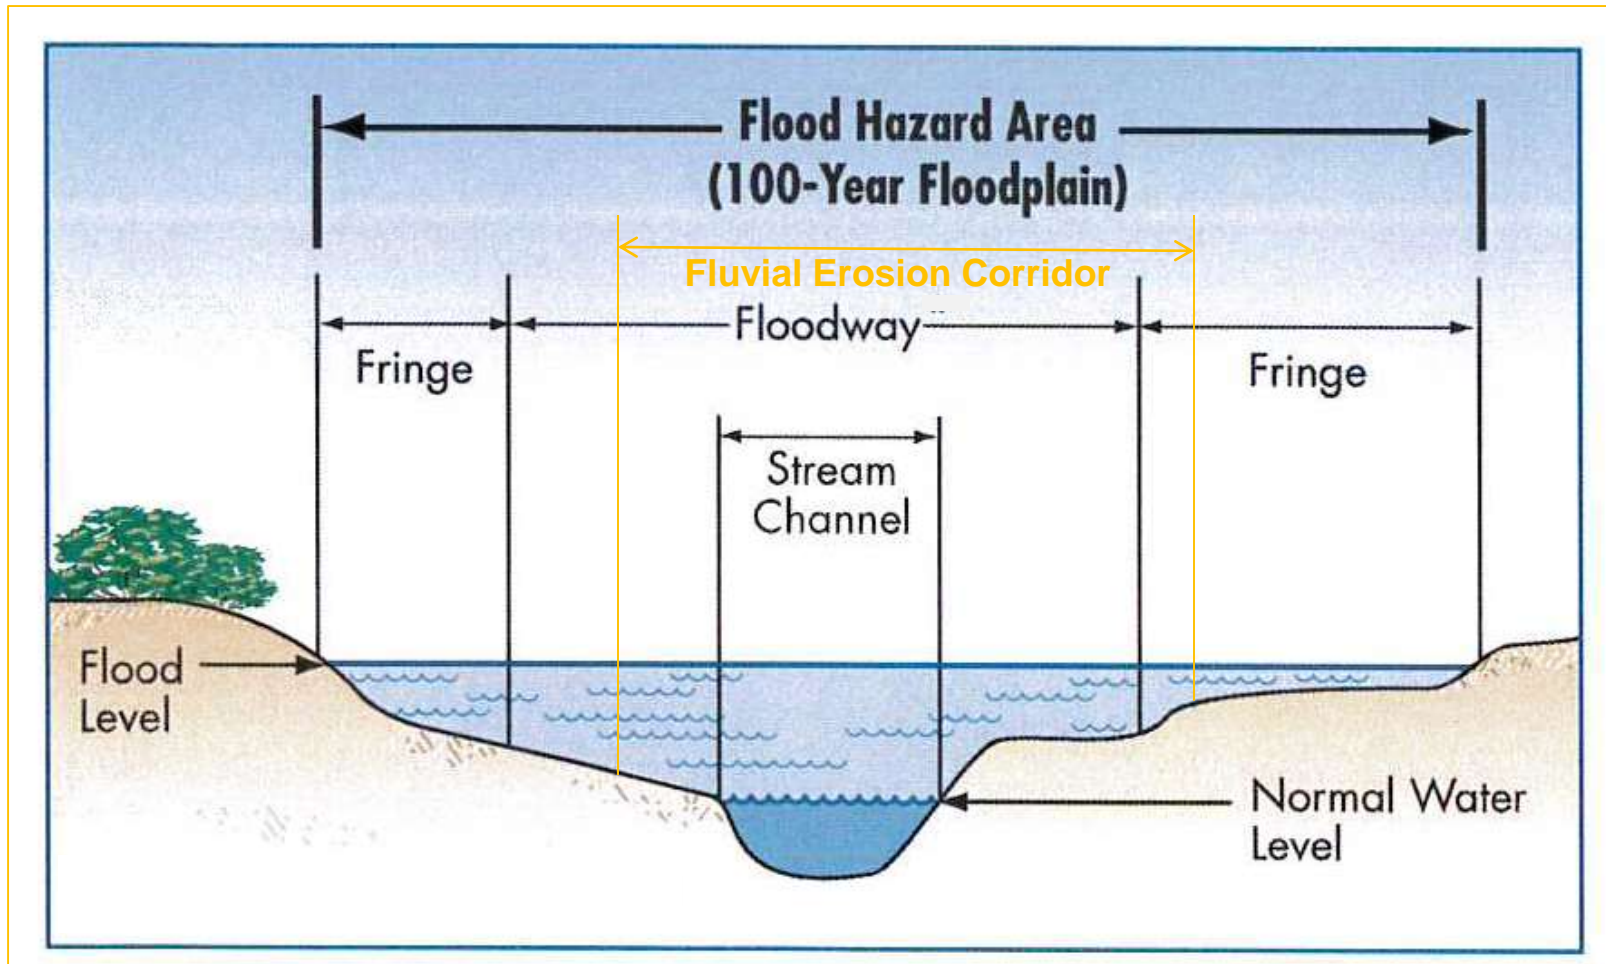 Flood Hazard Area
(100-Year Floodplain)
Fluvial Erosion Corridor
Floodway
Fringe
Fringe
Stream
Channel
Flood
Level
Normal Water
Level